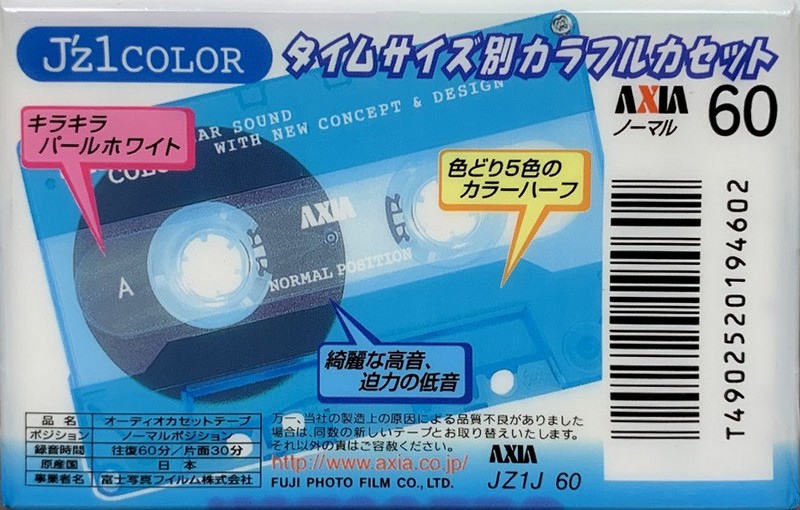 J'z1COLOR
タイムサイズ別カラフルカセット
AXIA
ノーマル
60
キラキラ
パールホワイト
AR SOUND
WITH NEW CONCEPT & DESIGN
COL
色どり5色の
カラーハーフ
AXIA
A
NORMAL POSITION
綺麗な高音、
迫力の低音
T4902520194602
品名 オーディオカセットテープ
ポジション ノーマルポジション
録音時間 往復60分/片面30分
原産国 日本
事業者名 富士写真フイルム株式会社
万一、当社の製造上の原因による品質不良がありました
場合は、同数の新しいテープとお取り替えいたします。
それ以外の責はご容赦ください。
http://www.axia.co.jp/
FUJI PHOTO FILM CO., LTD.
AXIA
JZ1J 60